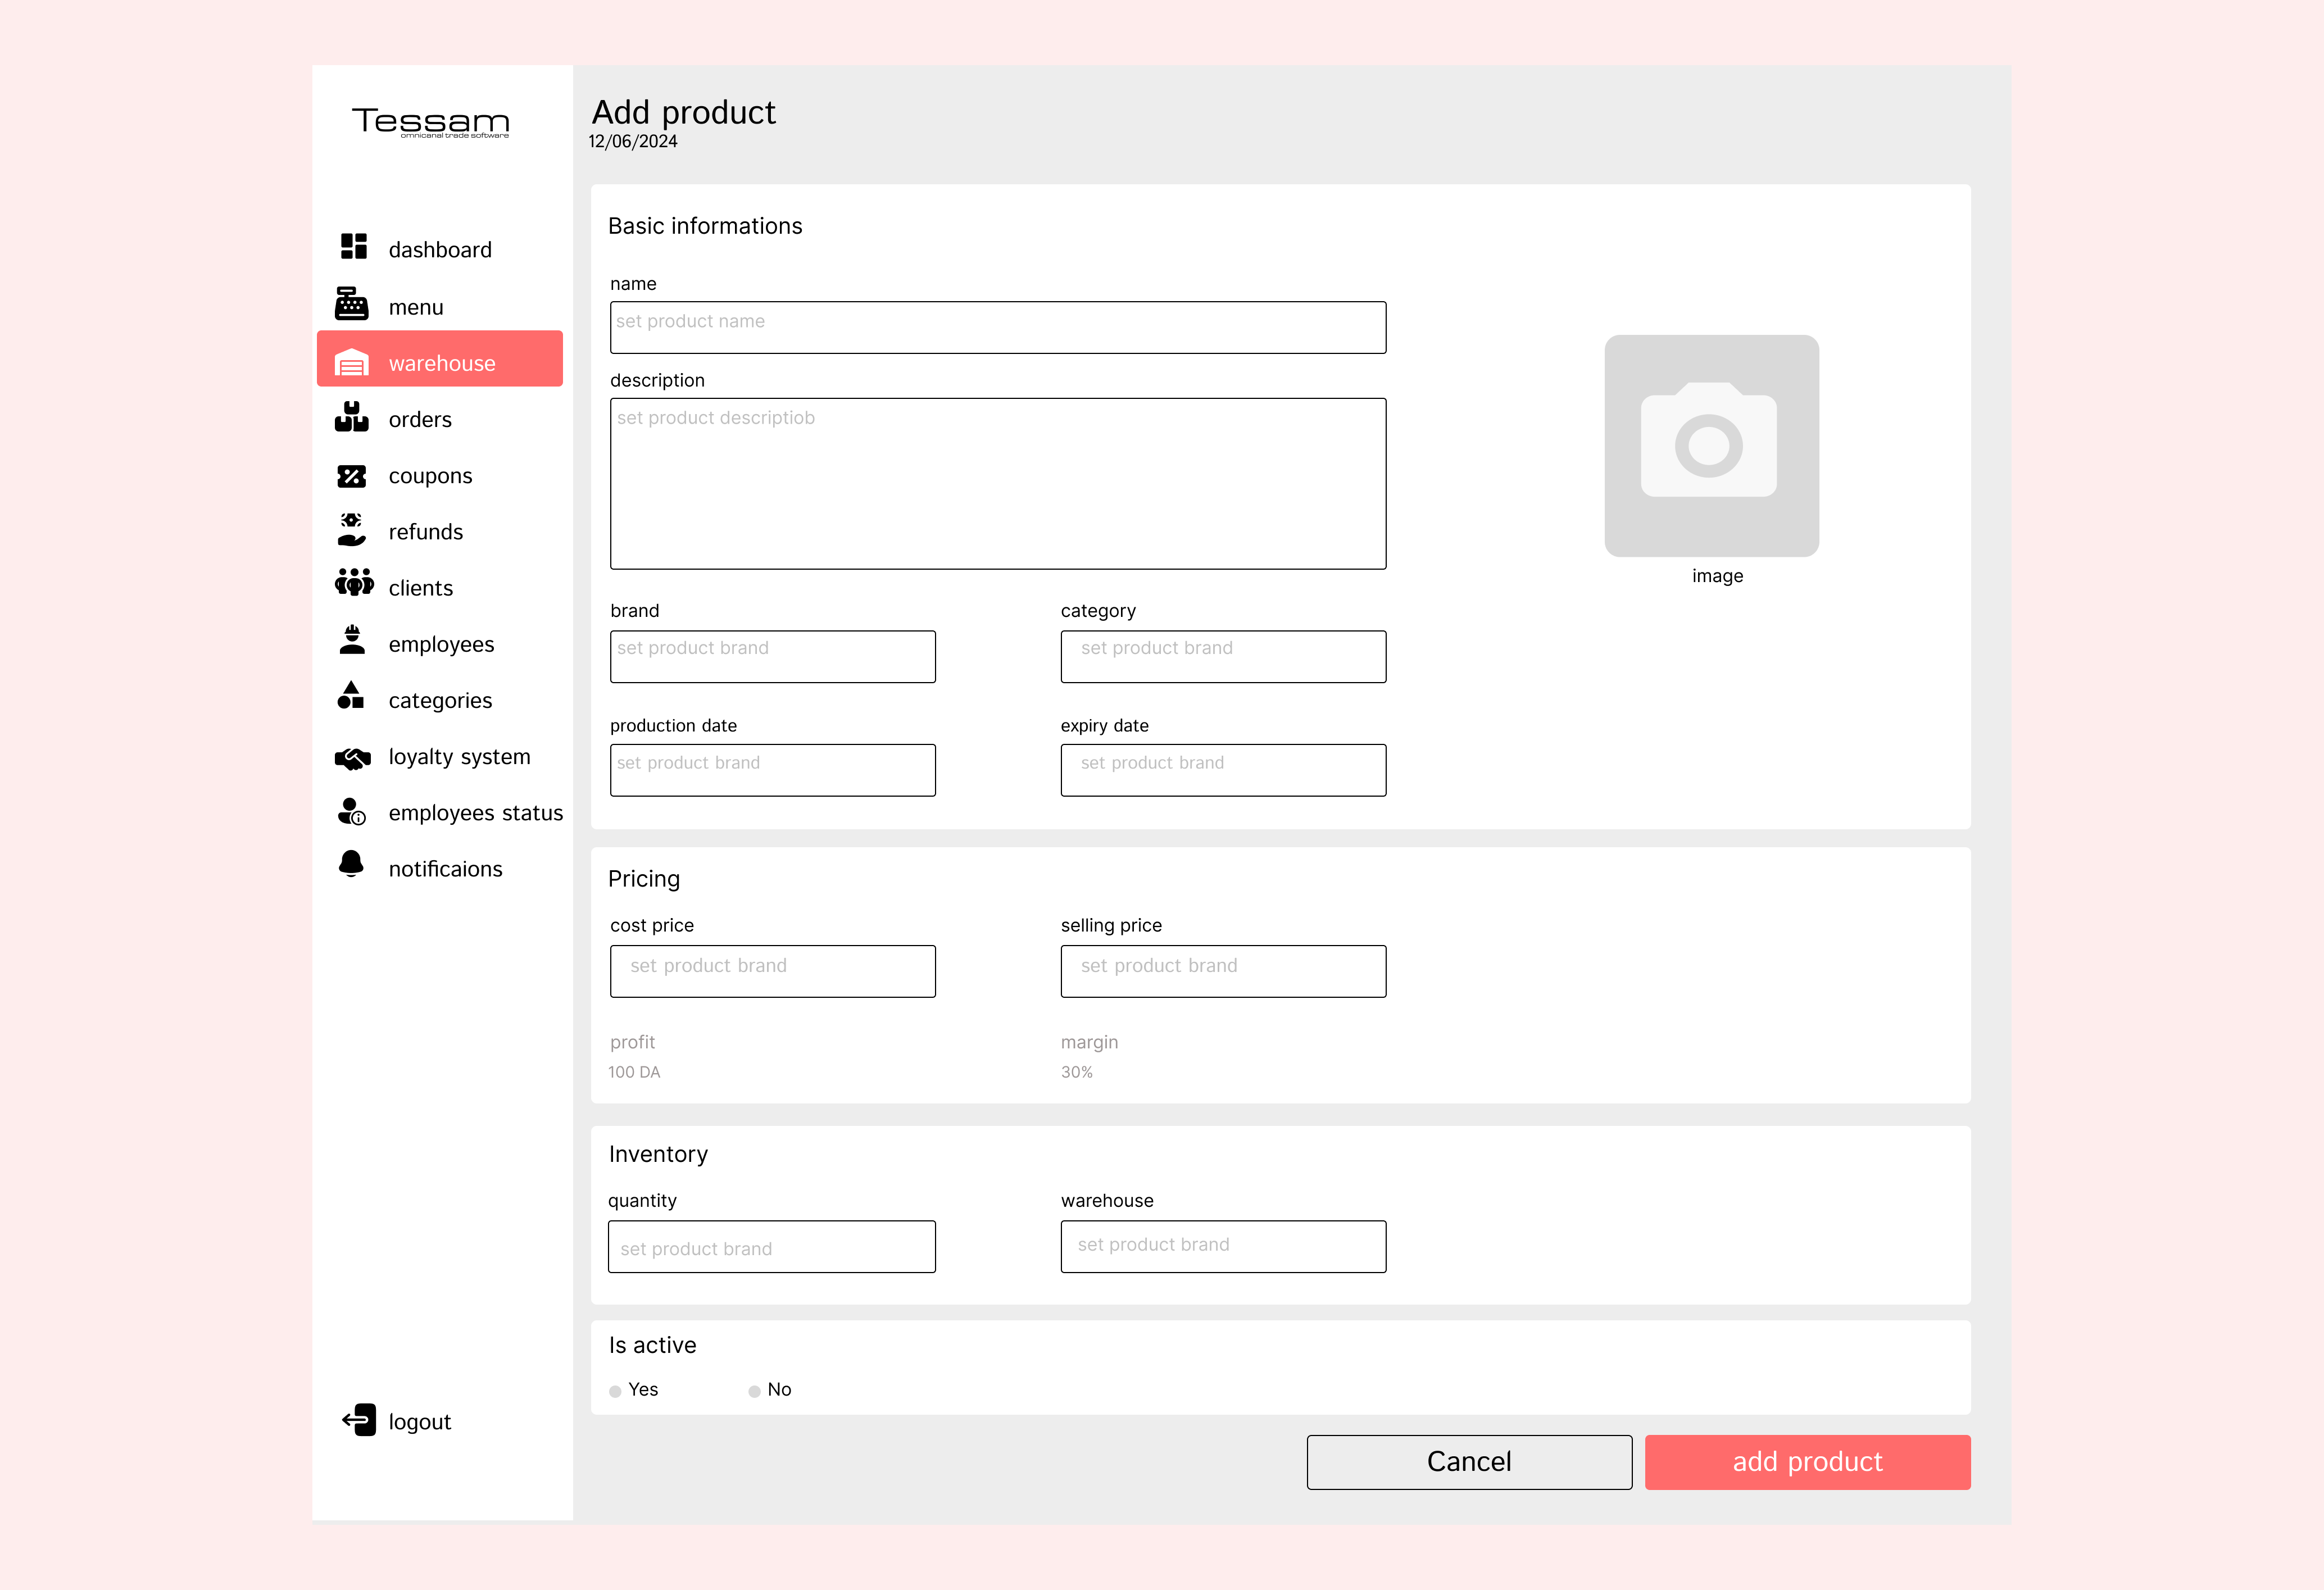 Tessam
omnicanal trade software
dashboard
menu
warehouse
orders
coupons
refunds
clients
employees
categories
loyalty system
employees status
notificaions
logout
Add product
12/06/2024
Basic informations
name
set product name
description
set product descriptiob
image
brand
category
set product brand
set product brand
production date
expiry date
set product brand
set product brand
Pricing
cost price
selling price
set product brand
set product brand
profit
margin
100 DA
30%
Inventory
quantity
warehouse
set product brand
set product brand
Is active
Yes
No
Cancel
add product